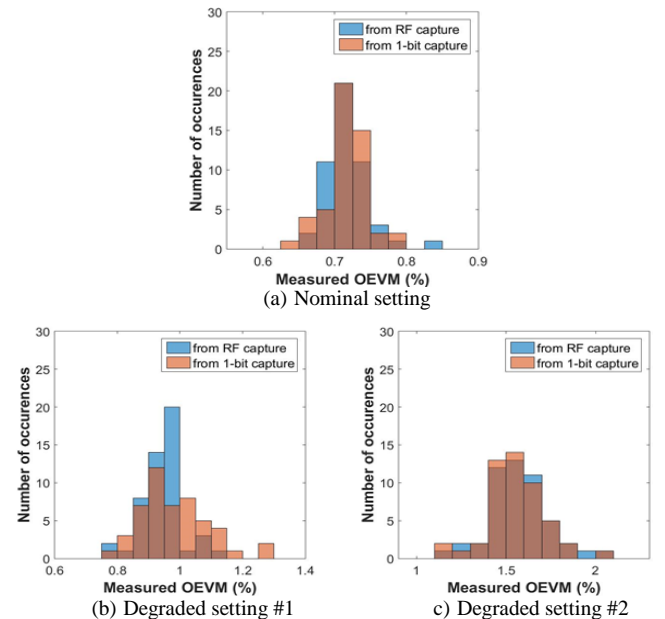 30
25
20
15
10
5
0
Number of occurences
from RF capture
from 1-bit capture
0.6 0.7 0.8 0.9
Measured OEVM (%)
(a) Nominal setting
30
25
20
15
10
5
0
Number of occurences
from RF capture
from 1-bit capture
0.6 0.8 1 1.2 1.4
Measured OEVM (%)
(b) Degraded setting #1
30
25
20
15
10
5
0
Number of occurences
from RF capture
from 1-bit capture
1 1.5 2
Measured OEVM (%)
c) Degraded setting #2